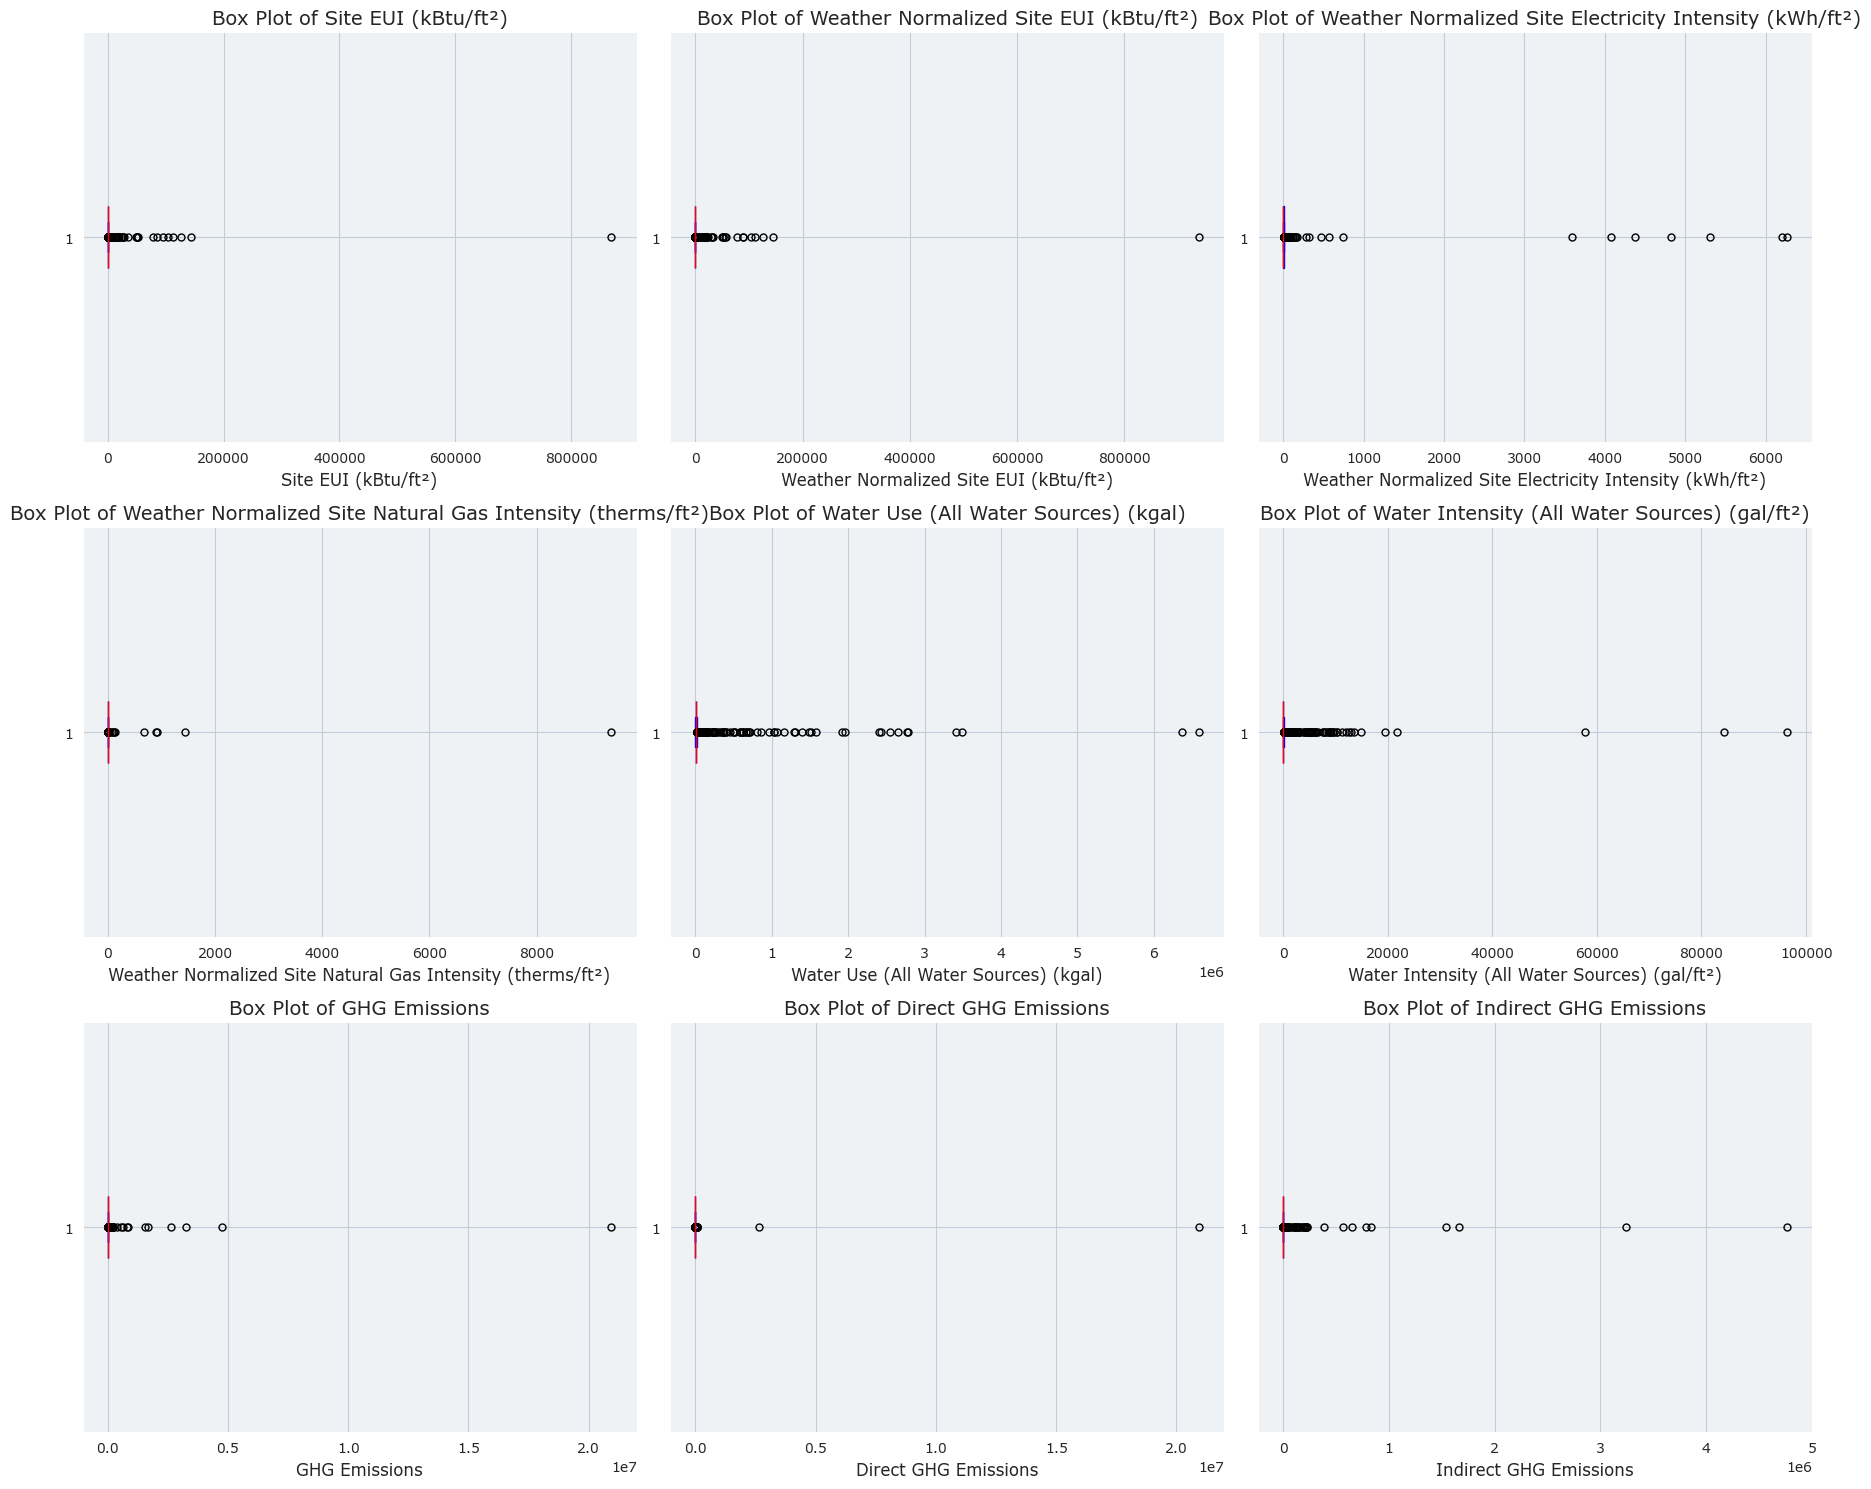 Box Plot of Site EUI (kBtu/ft²)
1
0 200000 400000 600000 800000
Site EUI (kBtu/ft²)
Box Plot of Weather Normalized Site EUI (kBtu/ft²)
1
0 200000 400000 600000 800000
Weather Normalized Site EUI (kBtu/ft²)
Box Plot of Weather Normalized Site Electricity Intensity (kWh/ft²)
1
0 1000 2000 3000 4000 5000 6000
Weather Normalized Site Electricity Intensity (kWh/ft²)
Box Plot of Weather Normalized Site Natural Gas Intensity (therms/ft²)
1
0 2000 4000 6000 8000
Weather Normalized Site Natural Gas Intensity (therms/ft²)
Box Plot of Water Use (All Water Sources) (kgal)
1
0 1 2 3 4 5 6
1e6
Water Use (All Water Sources) (kgal)
Box Plot of Water Intensity (All Water Sources) (gal/ft²)
1
0 20000 40000 60000 80000 100000
Water Intensity (All Water Sources) (gal/ft²)
Box Plot of GHG Emissions
1
0.0 0.5 1.0 1.5 2.0
1e7
GHG Emissions
Box Plot of Direct GHG Emissions
1
0.0 0.5 1.0 1.5 2.0
1e7
Direct GHG Emissions
Box Plot of Indirect GHG Emissions
1
0 1 2 3 4 5
1e6
Indirect GHG Emissions